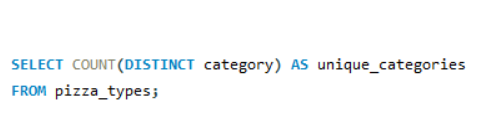 SELECT COUNT(DISTINCT category) AS unique_categories
FROM pizza_types;